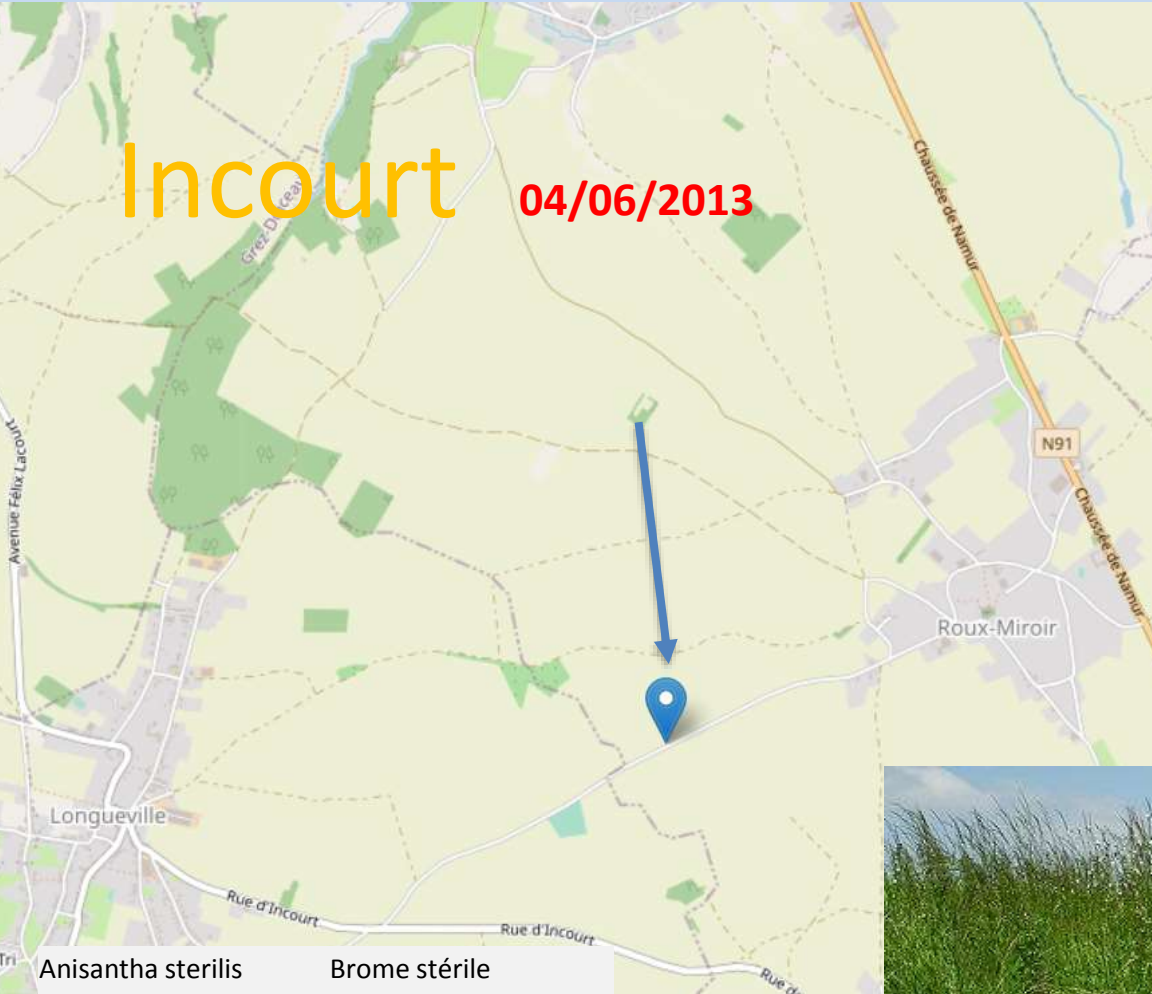 Incourt 04/06/2013
Chaussée de Namur
Avenue Félix Lacourt
N91
Chaussée de Namur
Roux-Miroir
Longueville
Rue d'Incourt
Rue d'Incourt
Tri
Anisantha sterilis Brome stérile